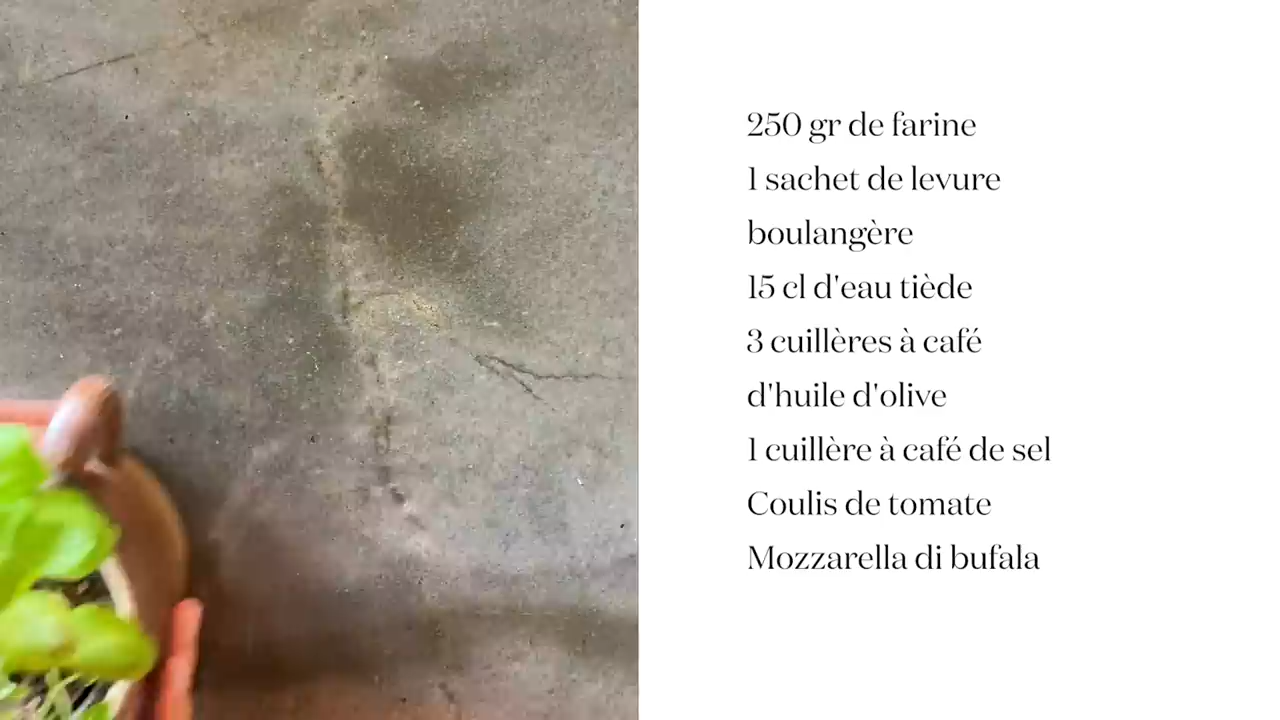 250 gr de farine
1 sachet de levure
boulangère
15 cl d'eau tiède
3 cuillères à café
d'huile d'olive
1 cuillère à café de sel
Coulis de tomate
Mozzarella di bufala